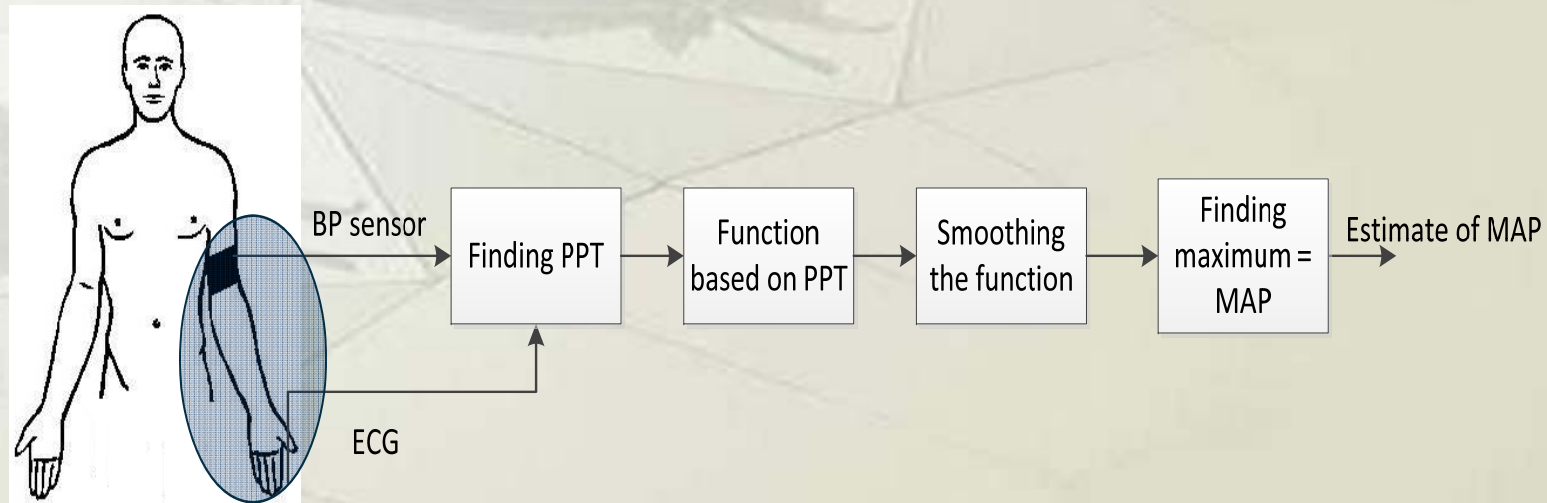 BP sensor
ECG
Finding PPT
Function
based on PPT
Smoothing
the function
Finding
maximum =
MAP
Estimate of MAP